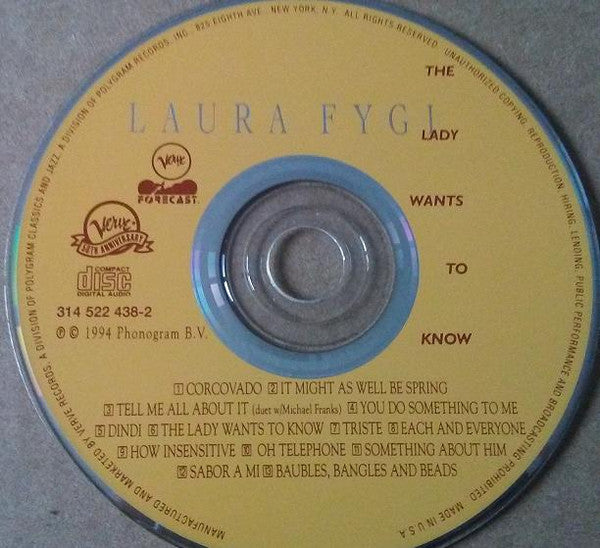 MANUFACTURED AND MARKETED BY VERVE RECORDS, A DIVISION OF POLYGRAM CLASSICS AND JAZZ. A DIVISION OF POLYGRAM RECORDS, INC. 825 EIGHTH AVE NEW YORK, N.Y. ALL RIGHTS RESERVED. UNAUTHORIZED COPYING, REPRODUCTION, HIRING, LENDING, PUBLIC PERFORMANCE AND BROADCASTING PROHIBITED. MADE IN U.S.A.
LAURA FYGI
THE
LADY
WANTS
TO
KNOW
Verve
FORECAST.
Verve
50TH ANNIVERSARY
COMPACT
disc
DIGITAL AUDIO
314 522 438-2
℗ © 1994 Phonogram B.V.
1 CORCOVADO 2 IT MIGHT AS WELL BE SPRING
3 TELL ME ALL ABOUT IT (duet w/Michael Franks) 4 YOU DO SOMETHING TO ME
5 DINDI 6 THE LADY WANTS TO KNOW 7 TRISTE 8 EACH AND EVERYONE
9 HOW INSENSITIVE 10 OH TELEPHONE 11 SOMETHING ABOUT HIM
12 SABOR A MI 13 BAUBLES, BANGLES AND BEADS